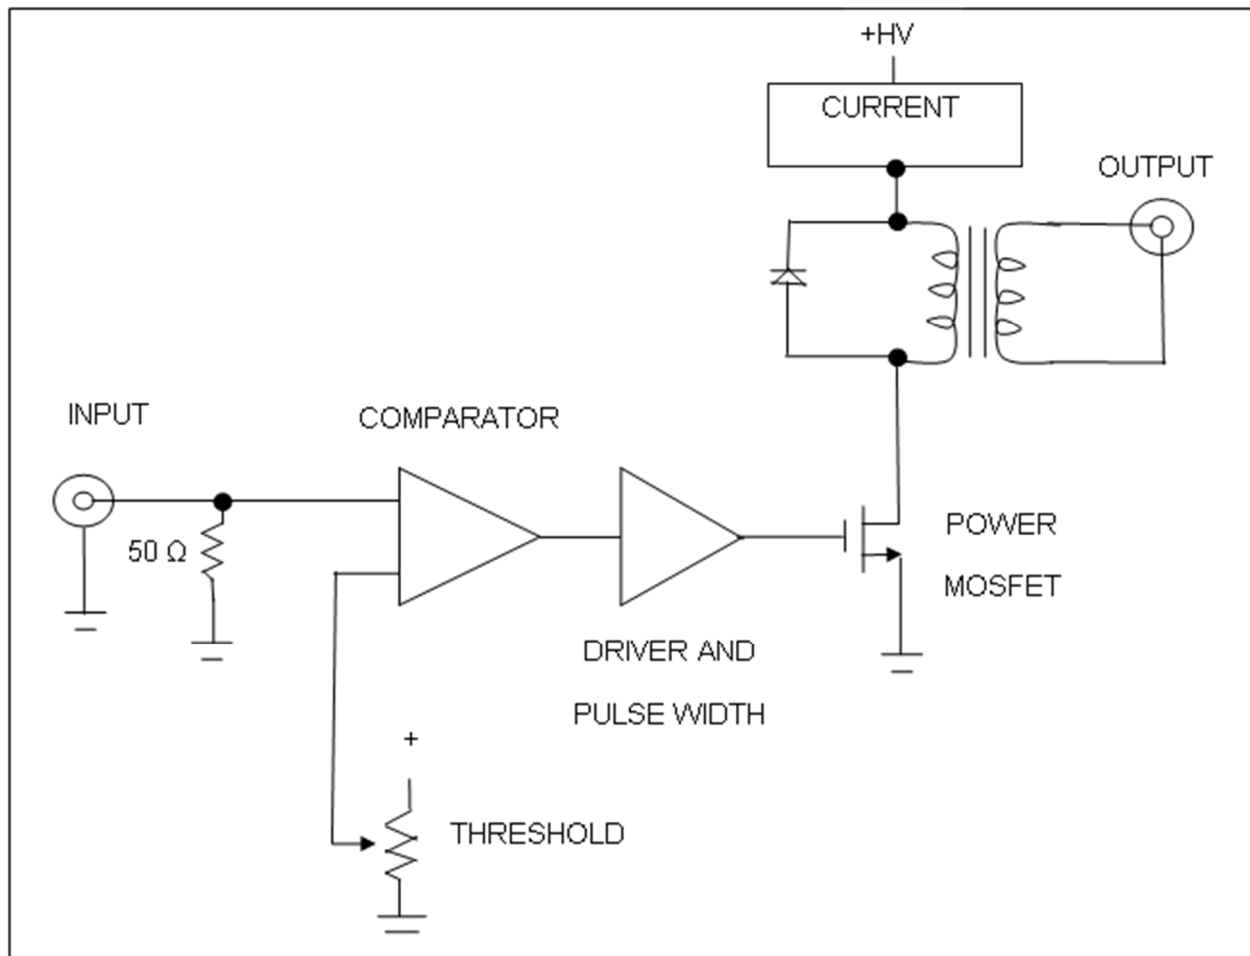 +HV
CURRENT
OUTPUT
INPUT
COMPARATOR
50 Ω
POWER
MOSFET
DRIVER AND
PULSE WIDTH
+
THRESHOLD